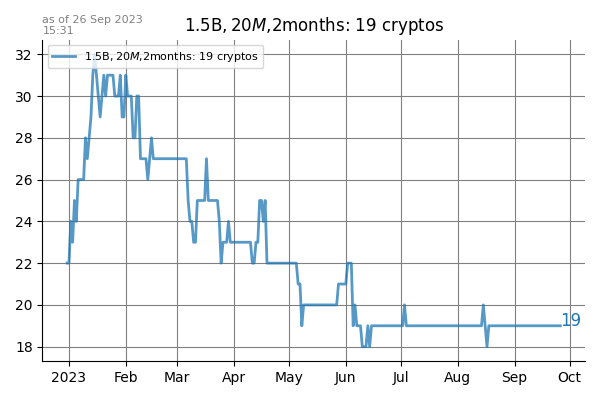 as of 26 Sep 2023
15:31
1.5B, 20M,2months: 19 cryptos
1.5B, 20M,2months: 19 cryptos
32
30
28
26
24
22
20
18
19
2023 Feb Mar Apr May Jun Jul Aug Sep Oct